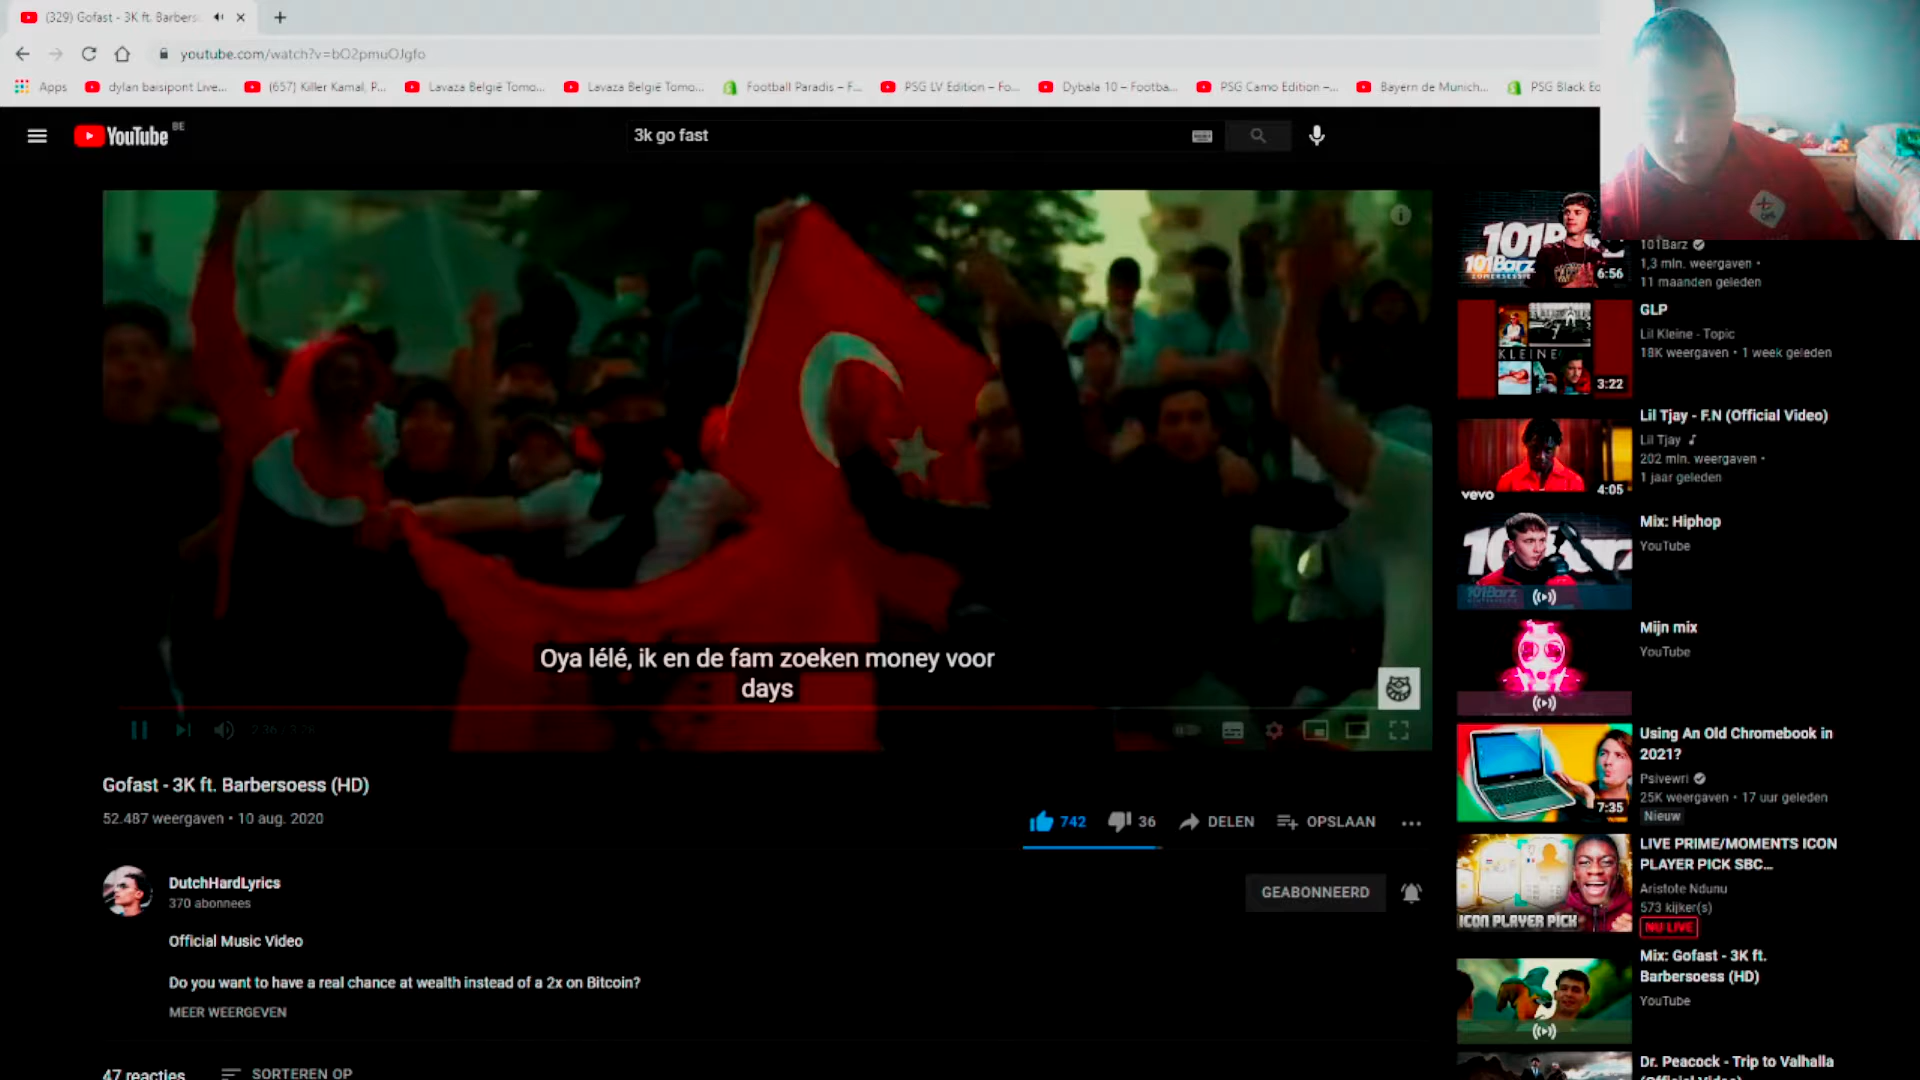 (329) Gofast - 3K ft. Barbers
youtube.com/watch?v=bO2pmuOJgfo
Apps
dylan baisipont Live...
(657) Killer Kamal, P...
Lavaza België Tomo...
Lavaza België Tomo...
Football Paradis – F...
PSG LV Edition – Fo...
Dybala 10 – Footba...
PSG Camo Edition –...
Bayern de Munich...
PSG Black Ed
YouTube BE
3k go fast
Oya lélé, ik en de fam zoeken money voor
days
2:36 / 3:28
Gofast - 3K ft. Barbersoess (HD)
52.487 weergaven • 10 aug. 2020
742
36
DELEN
OPSLAAN
DutchHardLyrics
370 abonnees
GEABONNEERD
Official Music Video
Do you want to have a real chance at wealth instead of a 2x on Bitcoin?
MEER WEERGEVEN
47 reacties
SORTEREN OP
101Barz
6:56
101Barz
1,3 mln. weergaven •
11 maanden geleden
KLEINE
3:22
GLP
Lil Kleine - Topic
18K weergaven • 1 week geleden
vevo
4:05
Lil Tjay - F.N (Official Video)
Lil Tjay
202 mln. weergaven •
1 jaar geleden
101Barz
Mix: Hiphop
YouTube
Mijn mix
YouTube
7:35
Using An Old Chromebook in
2021?
Psivewri
25K weergaven • 17 uur geleden
Nieuw
ICON PLAYER PICK
LIVE PRIME/MOMENTS ICON
PLAYER PICK SBC...
Aristote Ndunu
573 kijker(s)
NU LIVE
Mix: Gofast - 3K ft.
Barbersoess (HD)
YouTube
Dr. Peacock - Trip to Valhalla
(Official Video)